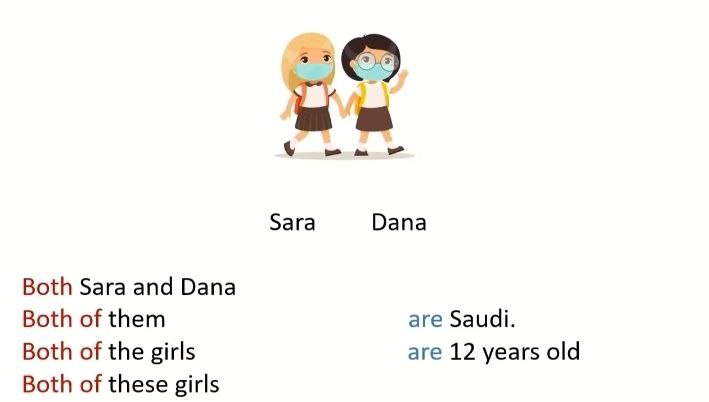 Sara Dana
Both Sara and Dana
Both of them
are Saudi.
Both of the girls
are 12 years old
Both of these girls